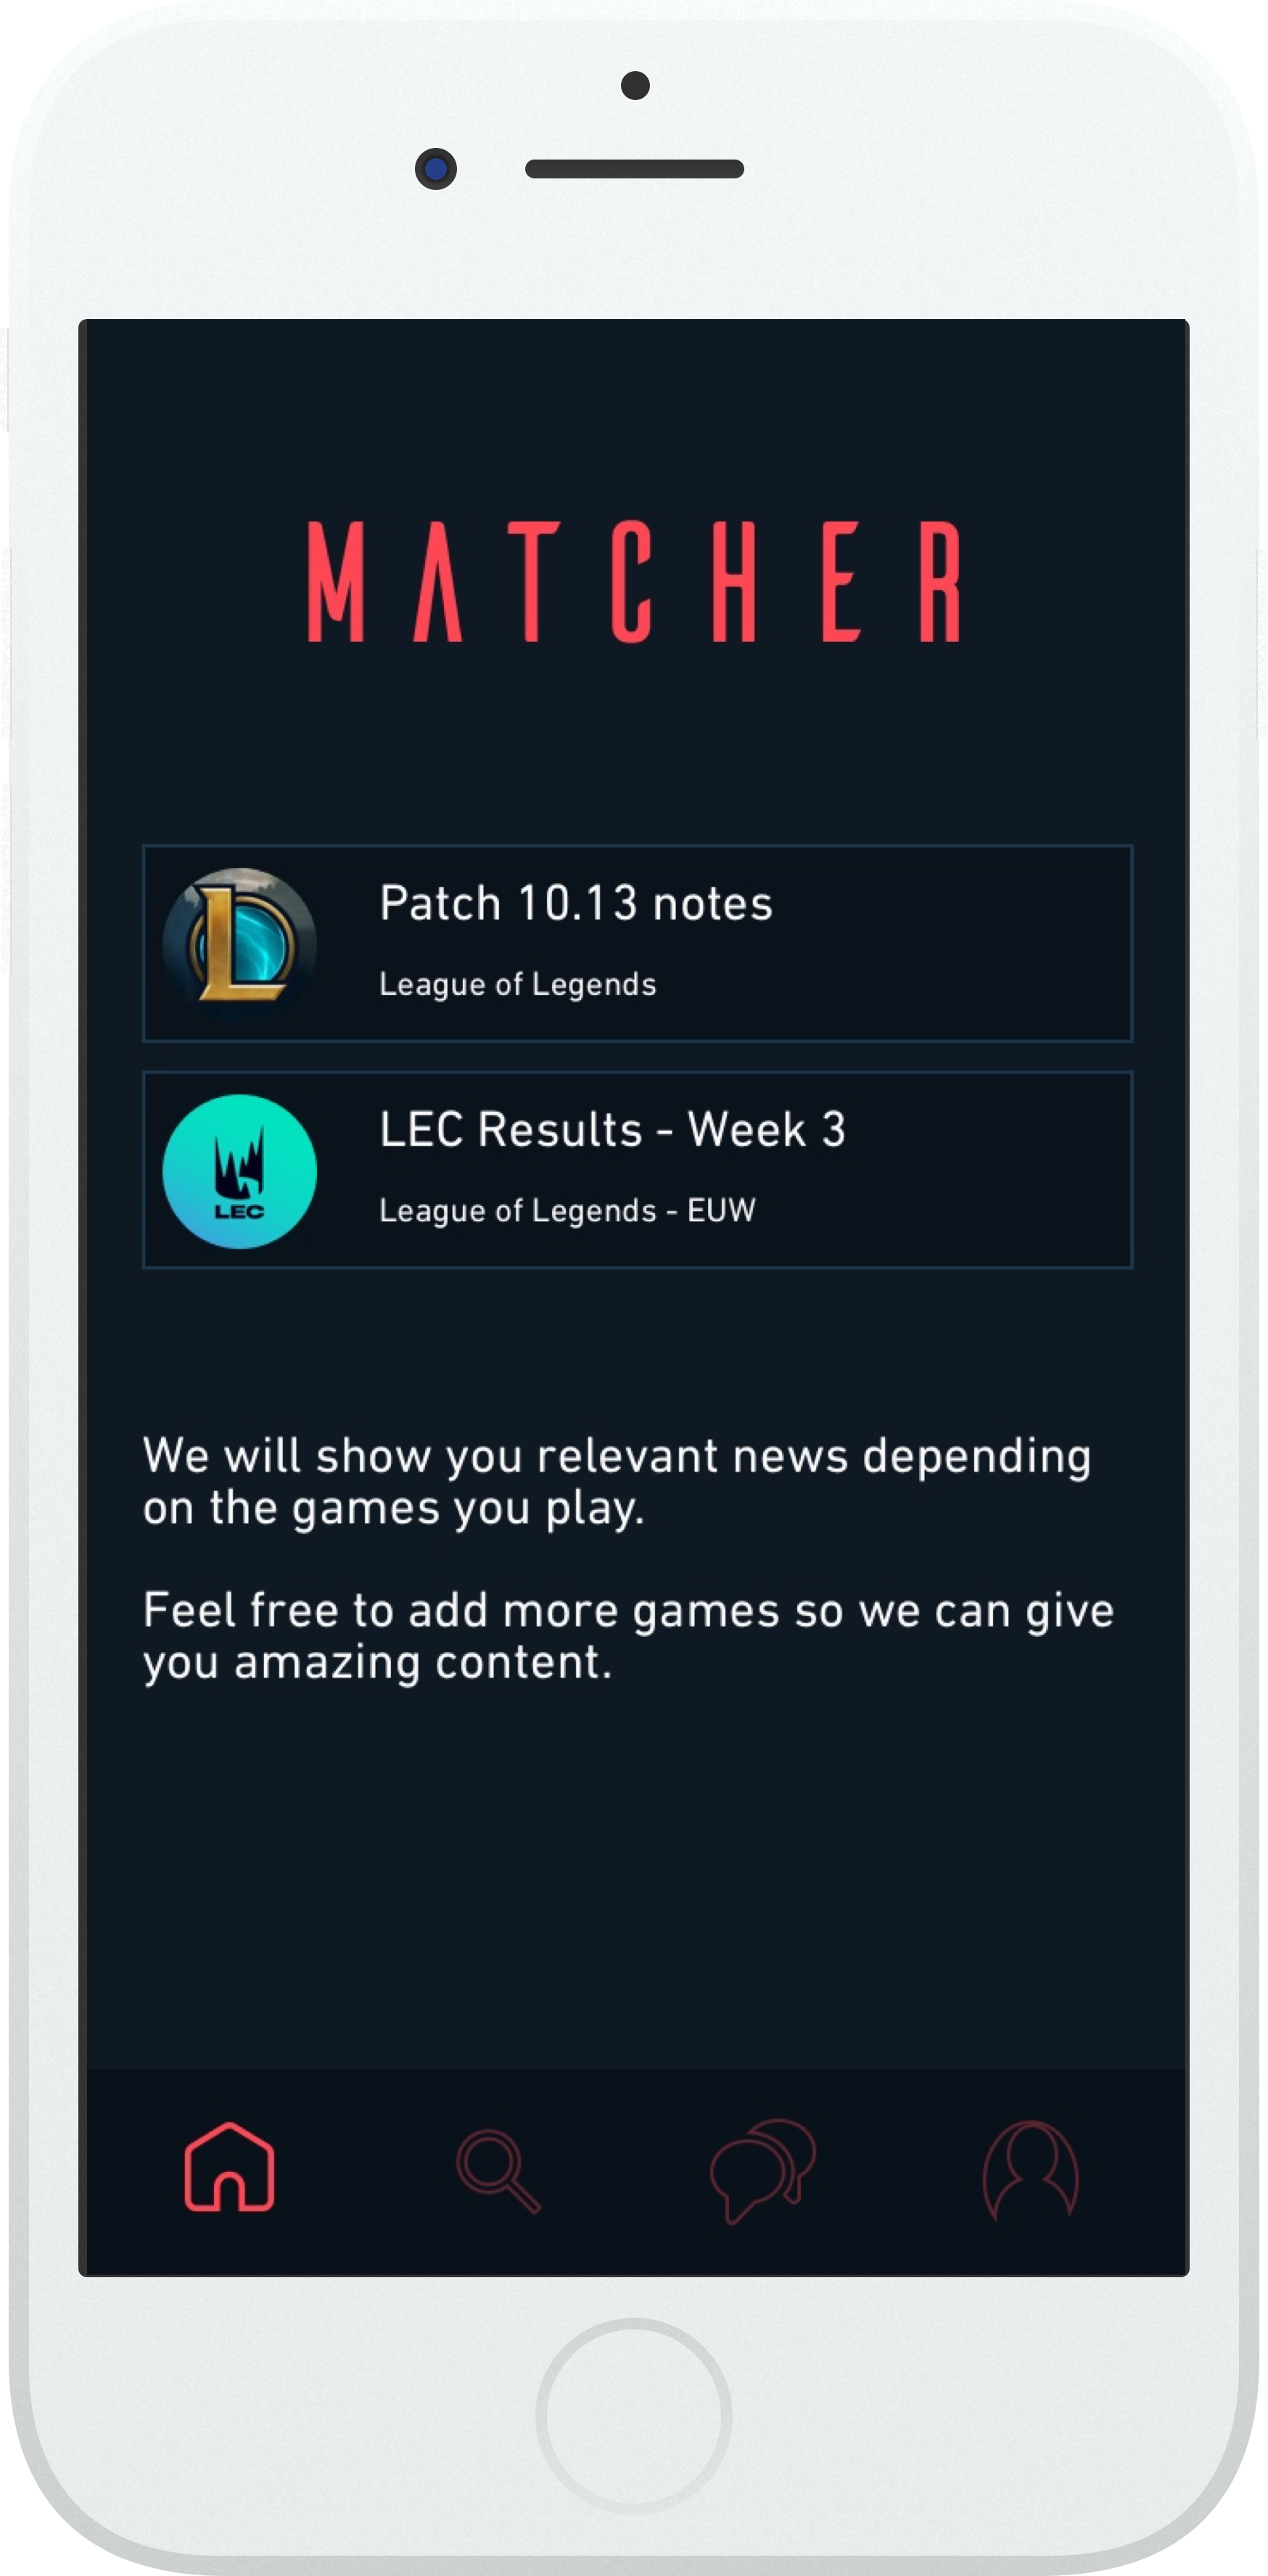 MATCHER
Patch 10.13 notes
League of Legends
LEC Results - Week 3
LEC
League of Legends - EUW
We will show you relevant news depending
on the games you play.
Feel free to add more games so we can give
you amazing content.